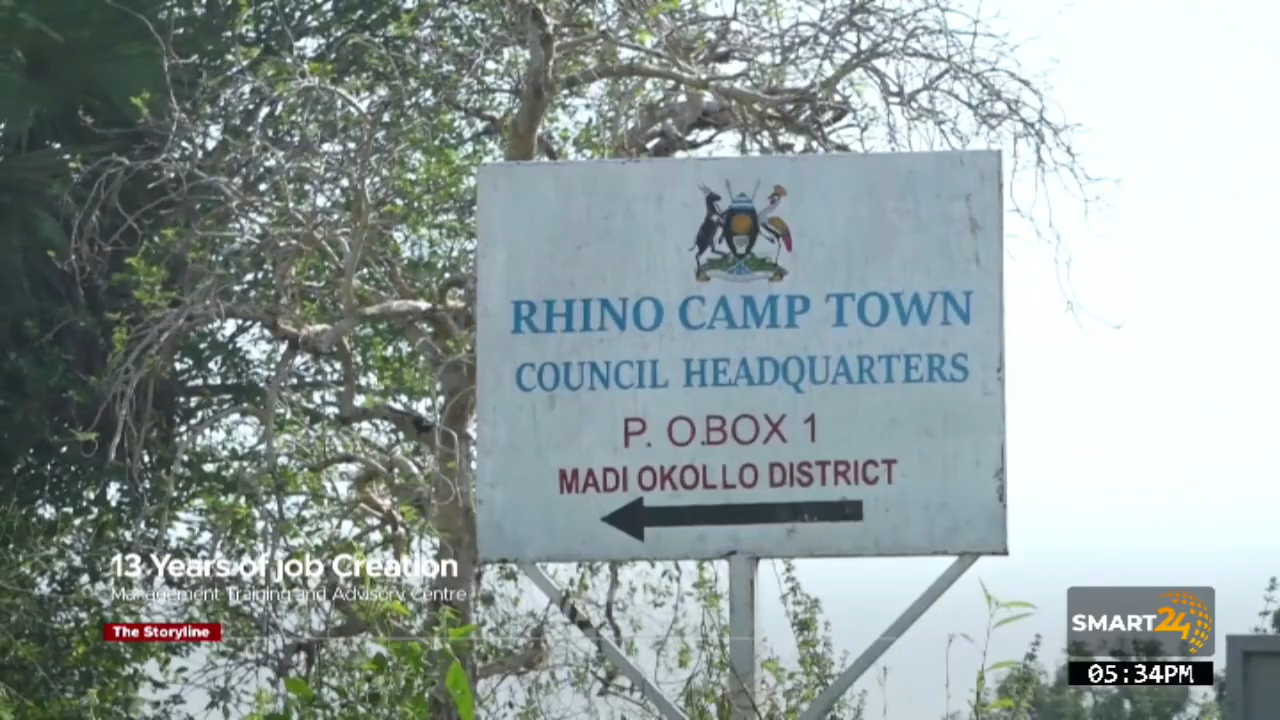 RHINO CAMP TOWN
COUNCIL HEADQUARTERS
P. O.BOX 1
MADI OKOLLO DISTRICT
13 Years of Job Creation
Management Training and Advisory Centre
The Storyline
SMART24
05:34PM